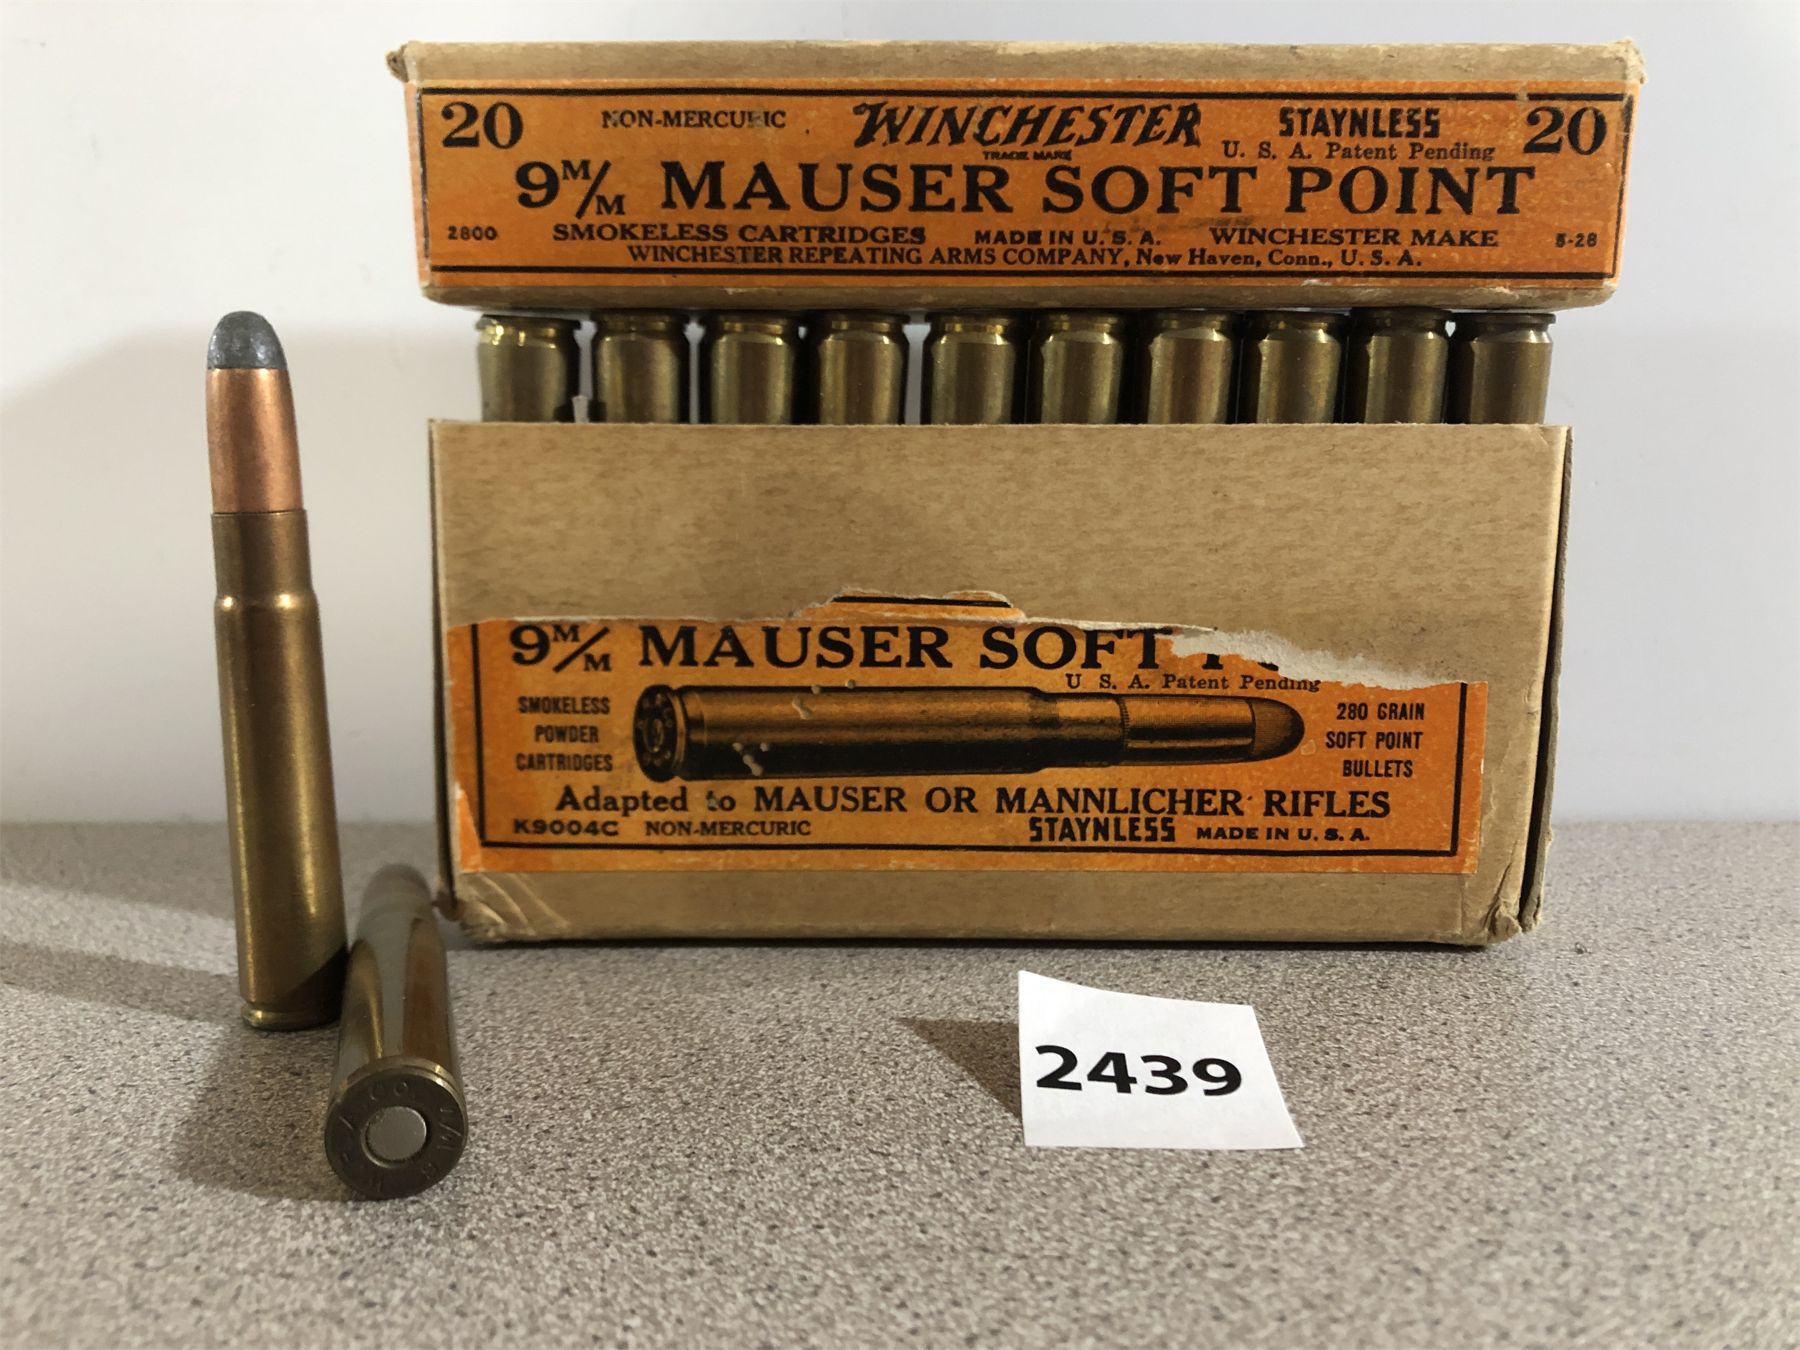 20 NON-MERCURIC WINCHESTER STAYNLESS 20
TRADE MARK U. S. A. Patent Pending
9 M/M MAUSER SOFT POINT
2800 SMOKELESS CARTRIDGES MADE IN U. S. A. WINCHESTER MAKE 5-28
WINCHESTER REPEATING ARMS COMPANY, New Haven, Conn., U. S. A.
9 M/M MAUSER SOFT
U. S. A. Patent Pending
SMOKELESS
POWDER
CARTRIDGES
280 GRAIN
SOFT POINT
BULLETS
Adapted to MAUSER OR MANNLICHER RIFLES
K9004C NON-MERCURIC STAYNLESS MADE IN U. S. A.
2439